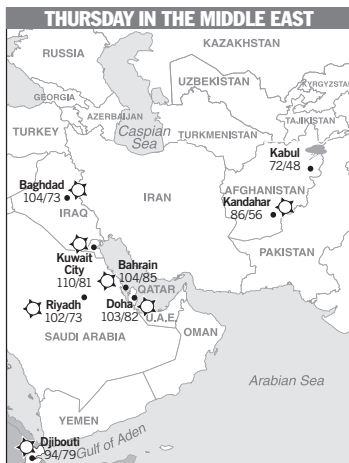 THURSDAY IN THE MIDDLE EAST
RUSSIA
KAZAKHSTAN
UZBEKISTAN
KYRGYZSTAN
GEORGIA
AZERBAIJAN
TAJIKISTAN
TURKEY
Caspian
Sea
TURKMENISTAN
Kabul
72/48
Baghdad
104/73
IRAQ
IRAN
AFGHANISTAN
Kandahar
86/56
Kuwait
City
110/81
Bahrain
104/85
PAKISTAN
QATAR
Riyadh
102/73
Doha
103/82
U.A.E.
SAUDI ARABIA
OMAN
Arabian Sea
YEMEN
Djibouti
94/79
Gulf of Aden